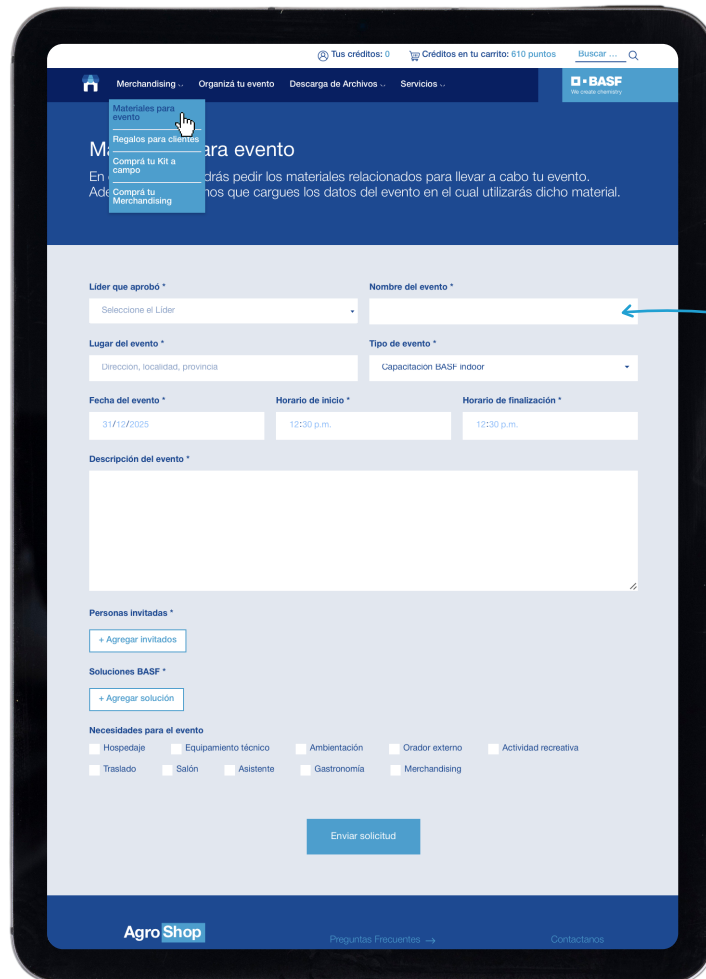 Tus créditos: 0
Créditos en tu carrito: 610 puntos
Buscar ...
Merchandising
Organizá tu evento
Descarga de Archivos
Servicios
BASF
We create chemistry
Materiales para
evento
Regalos para clientes
Comprá tu Kit a
campo
Comprá tu
Merchandising
Ma ara evento
En drás pedir los materiales relacionados para llevar a cabo tu evento.
Ade mos que cargues los datos del evento en el cual utilizarás dicho material.
Líder que aprobó *
Nombre del evento *
Seleccione el Líder
Lugar del evento *
Tipo de evento *
Dirección, localidad, provincia
Capacitación BASF indoor
Fecha del evento *
Horario de inicio *
Horario de finalización *
31/12/2025
12:30 p.m.
12:30 p.m.
Descripción del evento *
Personas invitadas *
+ Agregar invitados
Soluciones BASF *
+ Agregar solución
Necesidades para el evento
Hospedaje
Equipamiento técnico
Ambientación
Orador externo
Actividad recreativa
Traslado
Salón
Asistente
Gastronomía
Merchandising
Enviar solicitud
AgroShop
Preguntas Frecuentes →
Contactanos